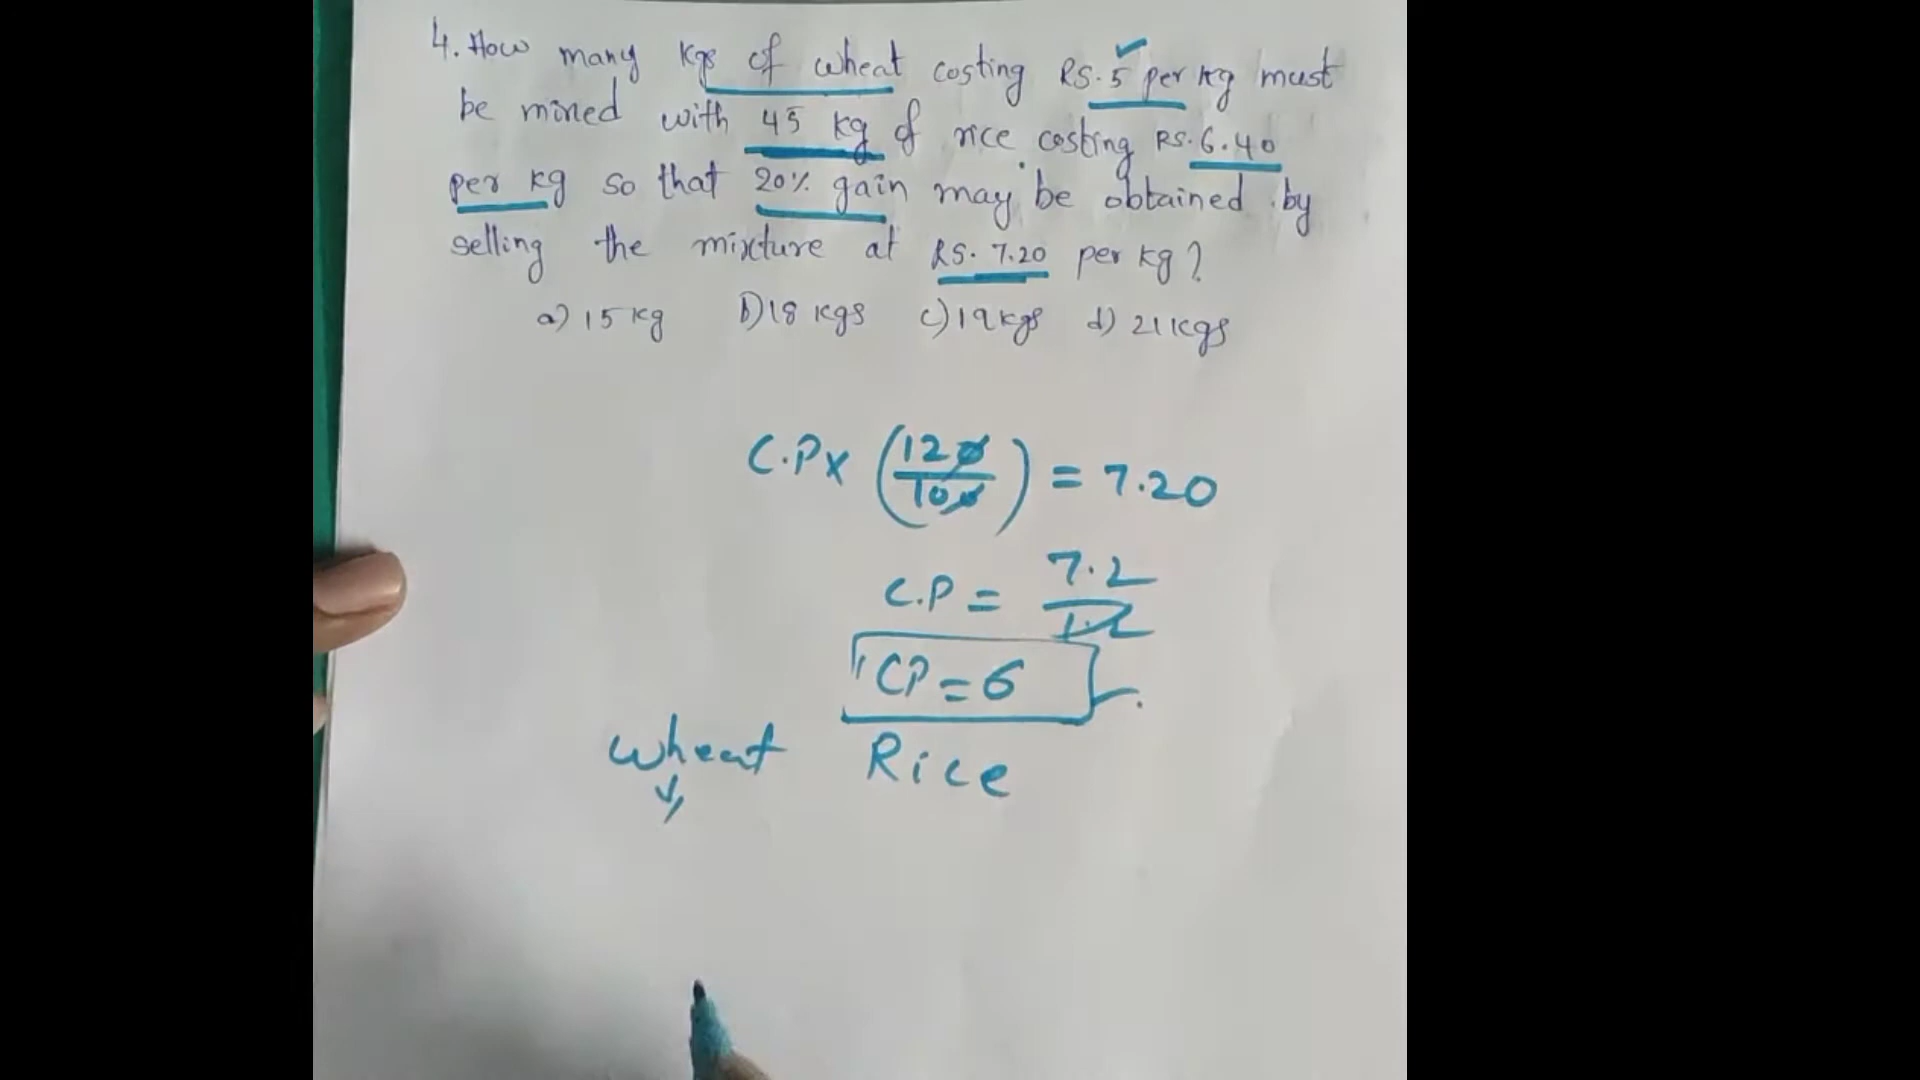 4. How many kgs of wheat costing RS. 5 per kg must
be mixed with 45 kg of rice costing RS. 6.40
per kg so that 20% gain may be obtained by
selling the mixture at RS. 7.20 per kg?
a) 15 kg b) 18 kgs c) 19 kgs d) 21 kgs
C.P x (120/100) = 7.20
C.P = 7.2/1.2
CP = 6
Wheat Rice